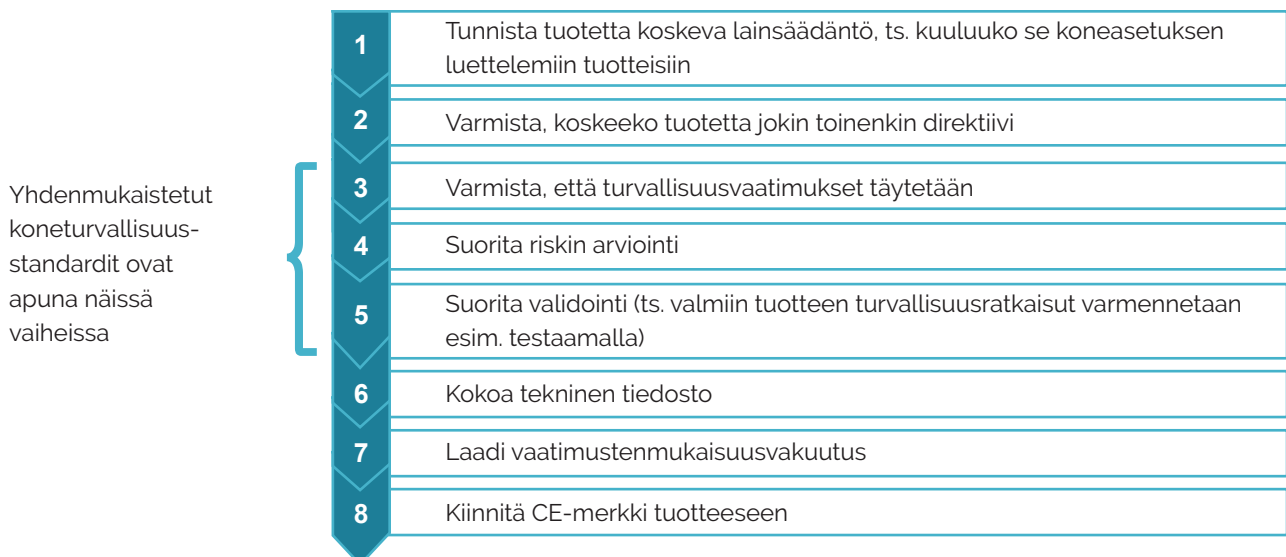 1
Tunnista tuotetta koskeva lainsäädäntö, ts. kuuluuko se koneasetuksen
luettelemiin tuotteisiin
2
Varmista, koskeeko tuotetta jokin toinenkin direktiivi
Yhdenmukaistetut
koneturvallisuus-
standardit ovat
apuna näissä
vaiheissa
3
Varmista, että turvallisuusvaatimukset täytetään
4
Suorita riskin arviointi
5
Suorita validointi (ts. valmiin tuotteen turvallisuusratkaisut varmennetaan
esim. testaamalla)
6
Kokoa tekninen tiedosto
7
Laadi vaatimustenmukaisuusvakuutus
8
Kiinnitä CE-merkki tuotteeseen